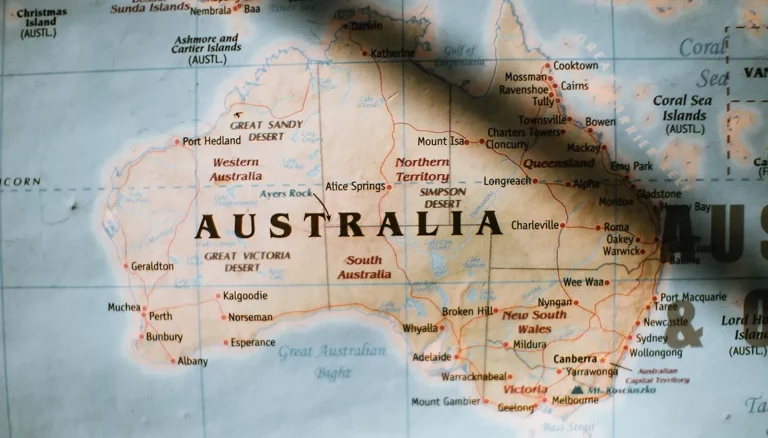 Christmas
Island
(AUSTL.)
Sunda Islands
Nembrala
Baa
Ashmore and
Cartier Islands
(AUSTL.)
Darwin
Katherine
Gulf of
Carpentaria
Coral
Sea
VAN
Cooktown
Mossman
Cairns
Ravenshoe
Tully
Coral Sea
Islands
(AUSTL.)
Townsville
Bowen
Charters Towers
GREAT SANDY
DESERT
Port Hedland
Mount Isa
Cloncurry
Mackay
Western
Australia
Northern
Territory
Queensland
Emu Park
ICORN
Ayers Rock
Alice Springs
SIMPSON
DESERT
Longreach
Alpha
Gladstone
Monto
Hervey Bay
AUSTRALIA
Charleville
Roma
Oakey
Warwick
Ballina
AUS
GREAT VICTORIA
DESERT
South
Australia
Geraldton
Wee Waa
Kalgoodie
Muchea
Perth
Norseman
Broken Hill
Nyngan
Port Macquarie
Taree
New South
Wales
Newcastle
&
Lord H
Islan
(AUSTL.)
Bunbury
Esperance
Whyalla
Sydney
Wollongong
Great Australian
Bight
Mildura
Albany
Adelaide
Canberra
Yarrawonga
Australian
Capital Territory
Warracknabeal
Victoria
Mt. Kosciuszko
Mount Gambier
Geelong
Melbourne
Bass Strait
Ta